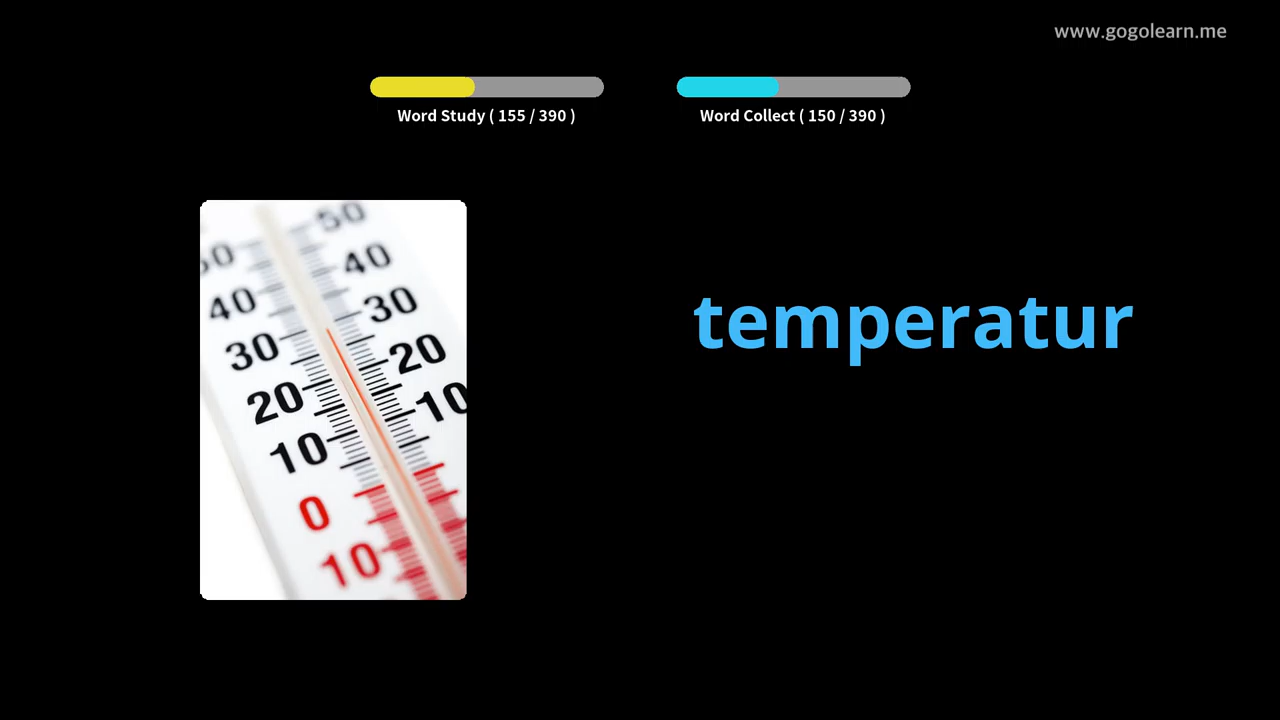 www.gogolearn.me
Word Study ( 155 / 390 )
Word Collect ( 150 / 390 )
temperatur
50
50 40
40 30
30 20
20 10
10
0
10